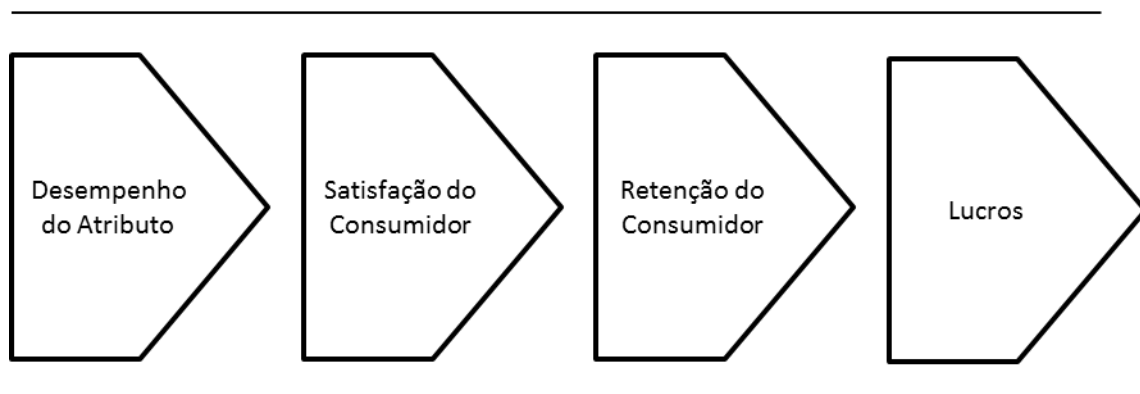 Desempenho
do Atributo
Satisfação do
Consumidor
Retenção do
Consumidor
Lucros